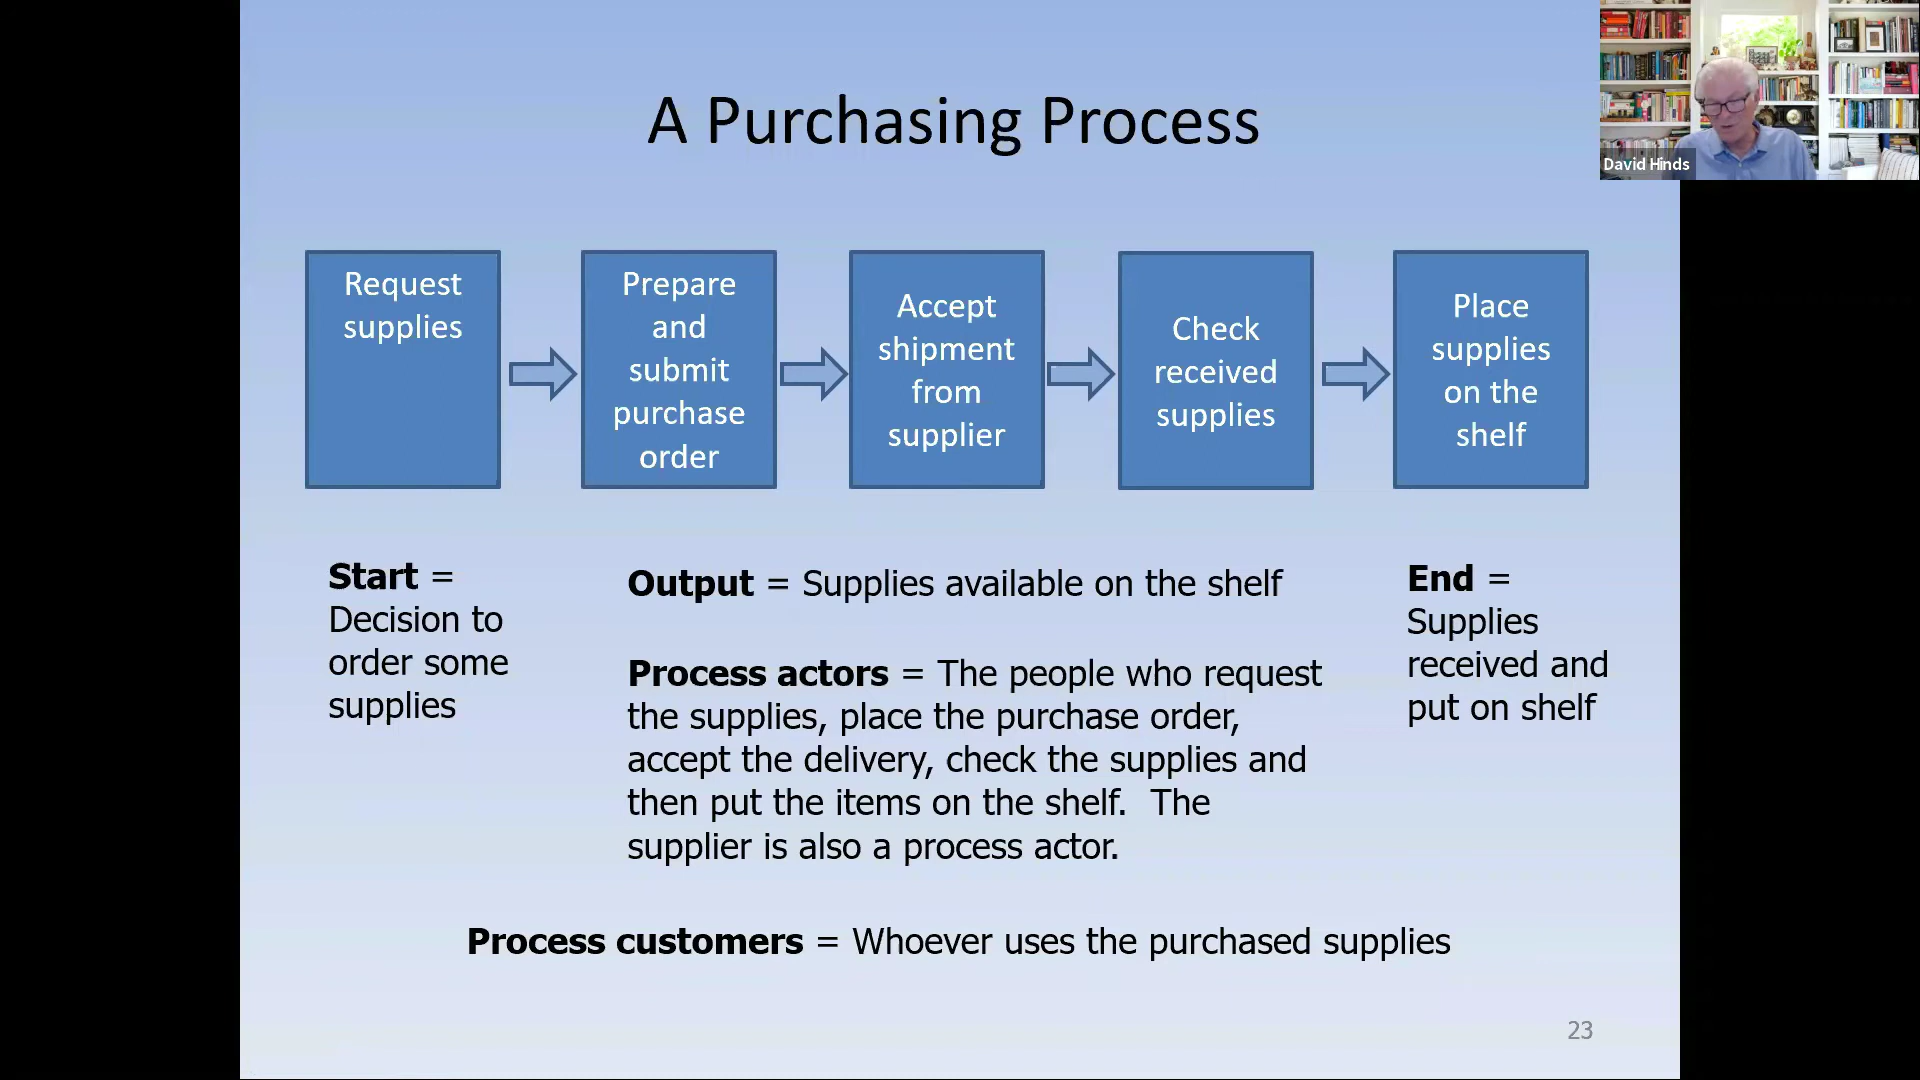 A Purchasing Process
David Hinds
Request
supplies
Prepare
and
submit
purchase
order
Accept
shipment
from
supplier
Check
received
supplies
Place
supplies
on the
shelf
Start =
Decision to
order some
supplies
Output = Supplies available on the shelf
Process actors = The people who request
the supplies, place the purchase order,
accept the delivery, check the supplies and
then put the items on the shelf.  The
supplier is also a process actor.
End =
Supplies
received and
put on shelf
Process customers = Whoever uses the purchased supplies
23